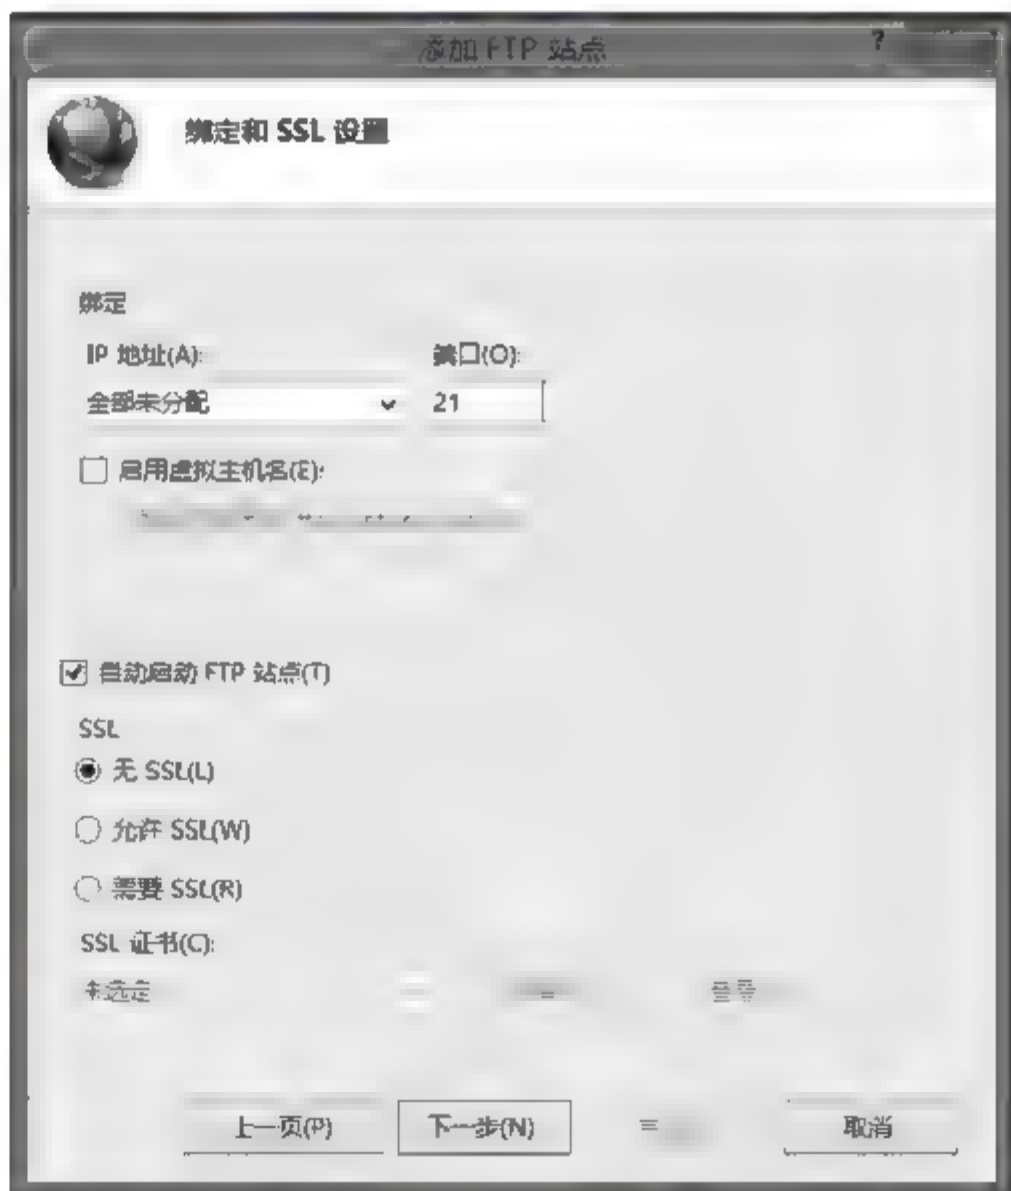 添加 FTP 站点 ?
绑定和 SSL 设置
绑定
IP 地址(A): 端口(O):
全部未分配 21
启用虚拟主机名(E):
自动启动 FTP 站点(T)
SSL
无 SSL(L)
允许 SSL(W)
需要 SSL(R)
SSL 证书(C):
未选定
上一页(P) 下一步(N) 取消